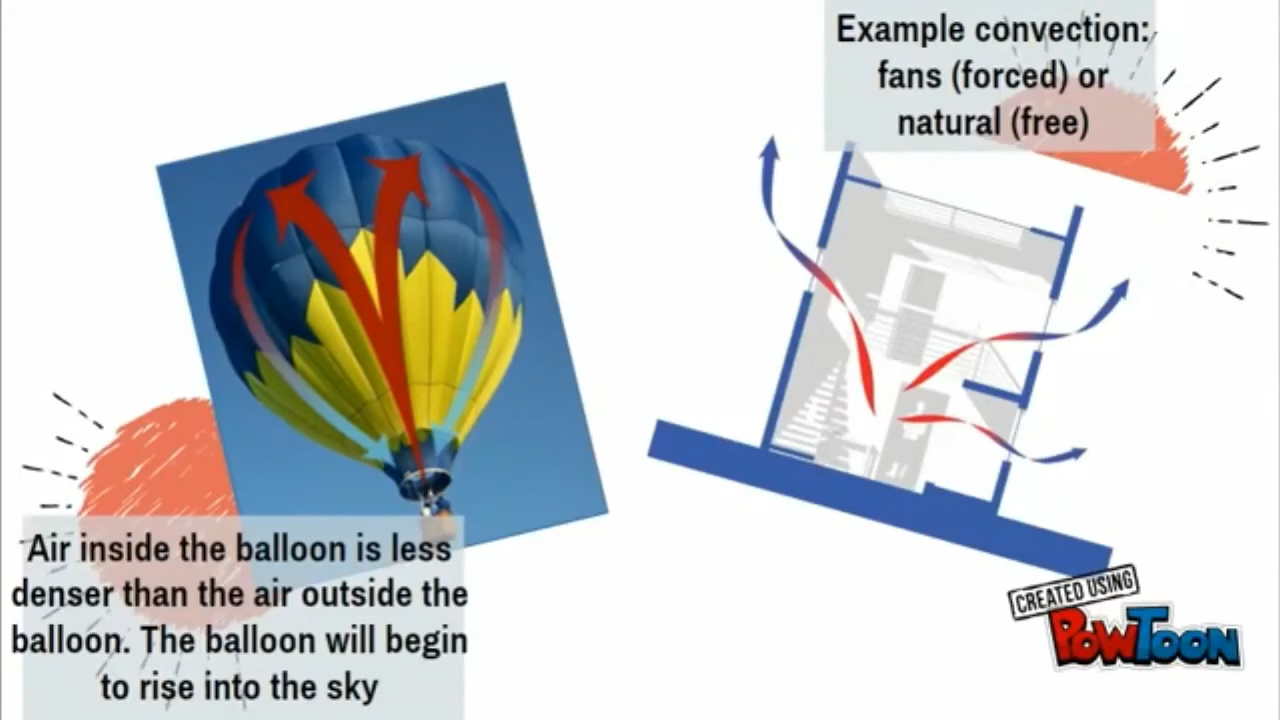 Example convection:
fans (forced) or
natural (free)
Air inside the balloon is less
denser than the air outside the
balloon. The balloon will begin
to rise into the sky
CREATED USING
POWTOON